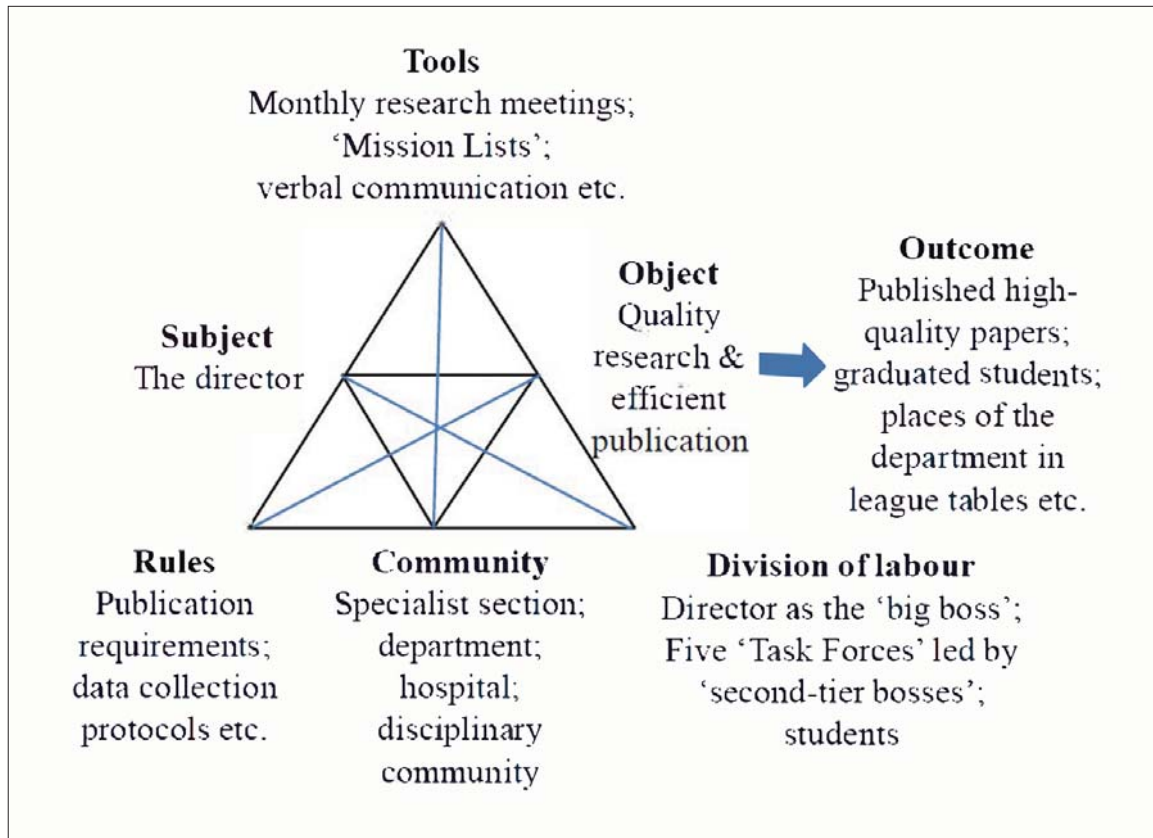 Tools
Monthly research meetings;
‘Mission Lists’;
verbal communication etc.
Subject
The director
Object
Quality
research &
efficient
publication
Outcome
Published high-
quality papers;
graduated students;
places of the
department in
league tables etc.
Rules
Publication
requirements;
data collection
protocols etc.
Community
Specialist section;
department;
hospital;
disciplinary
community
Division of labour
Director as the ‘big boss’;
Five ‘Task Forces’ led by
‘second-tier bosses’;
students